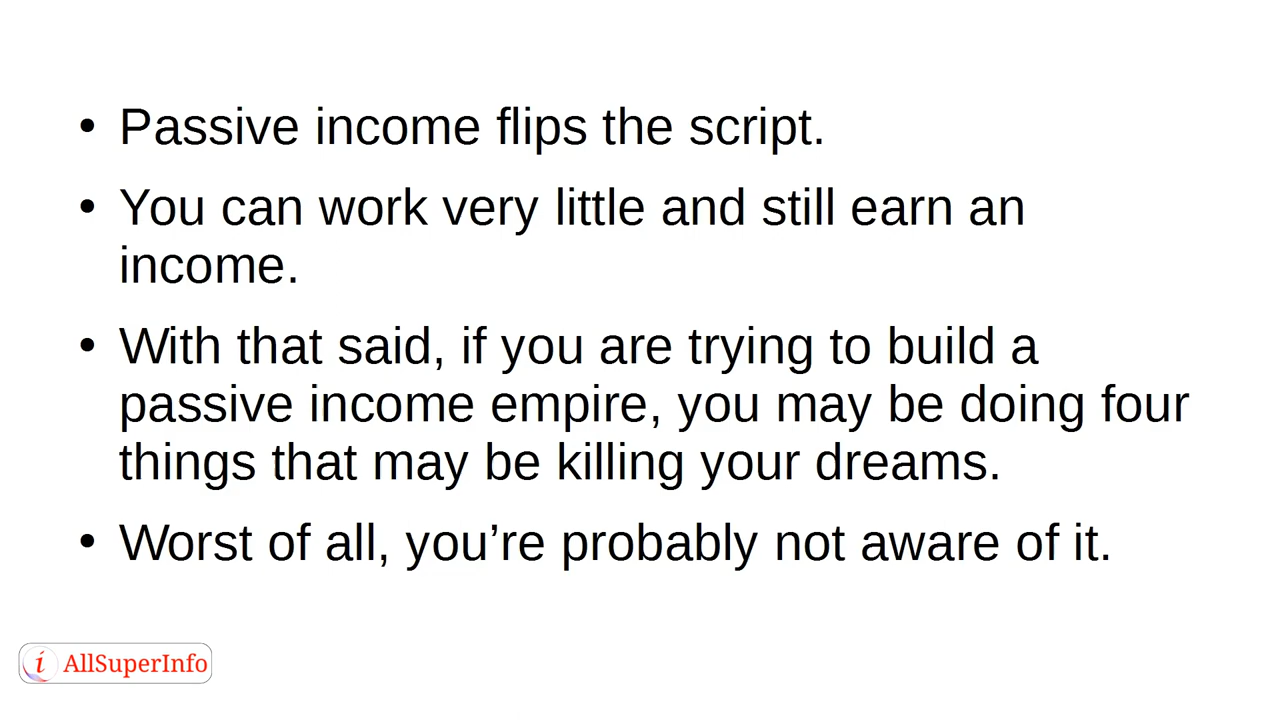 • Passive income flips the script.
• You can work very little and still earn an
income.
• With that said, if you are trying to build a
passive income empire, you may be doing four
things that may be killing your dreams.
• Worst of all, you’re probably not aware of it.
i AllSuperInfo